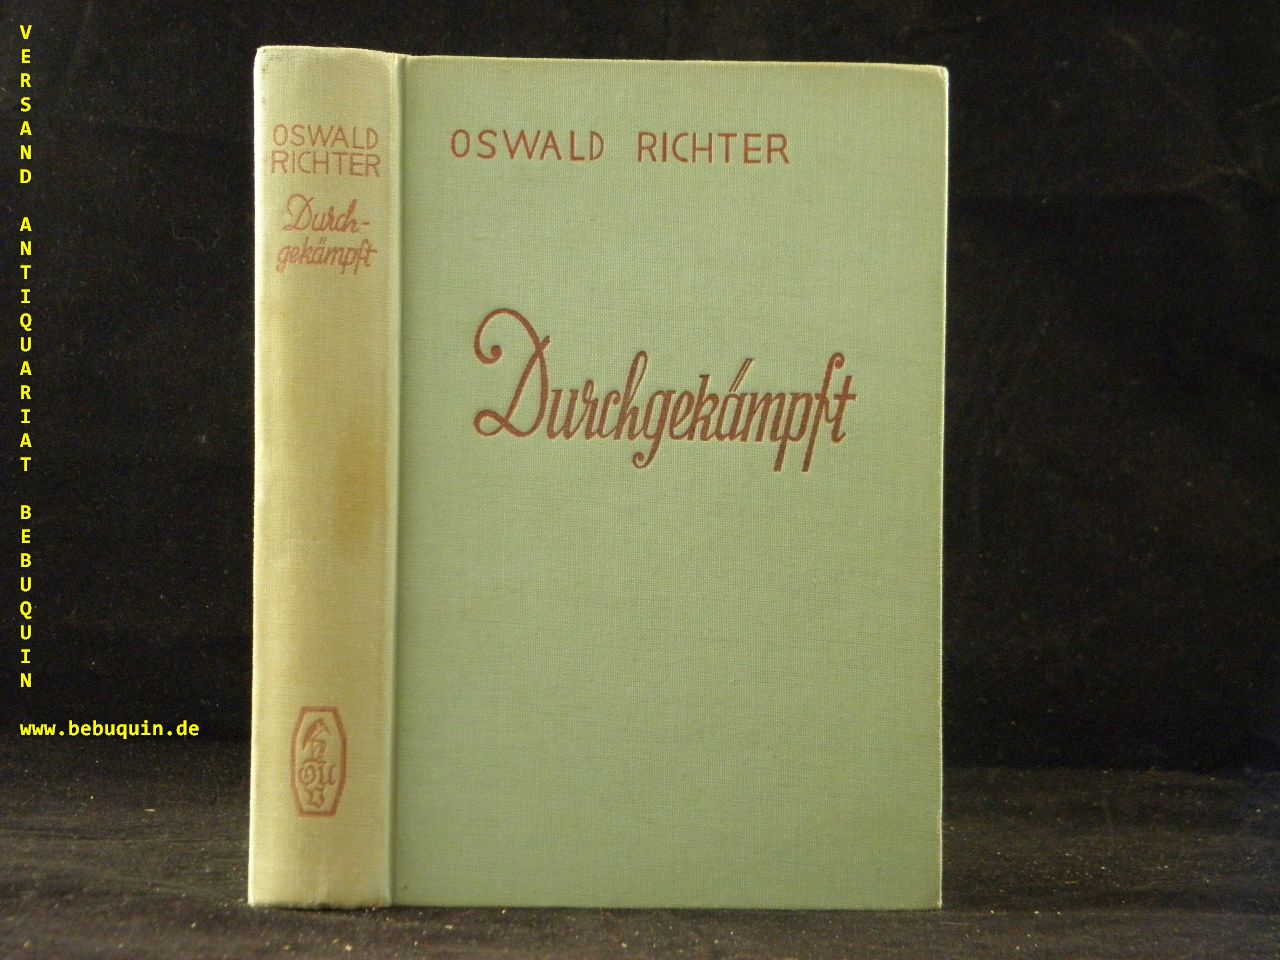 VERSAND ANTIQUARIAT BEBUQUIN
www.bebuquin.de
OSWALD
RICHTER
Durch-
gekämpft
OSWALD RICHTER
Durchgekämpft